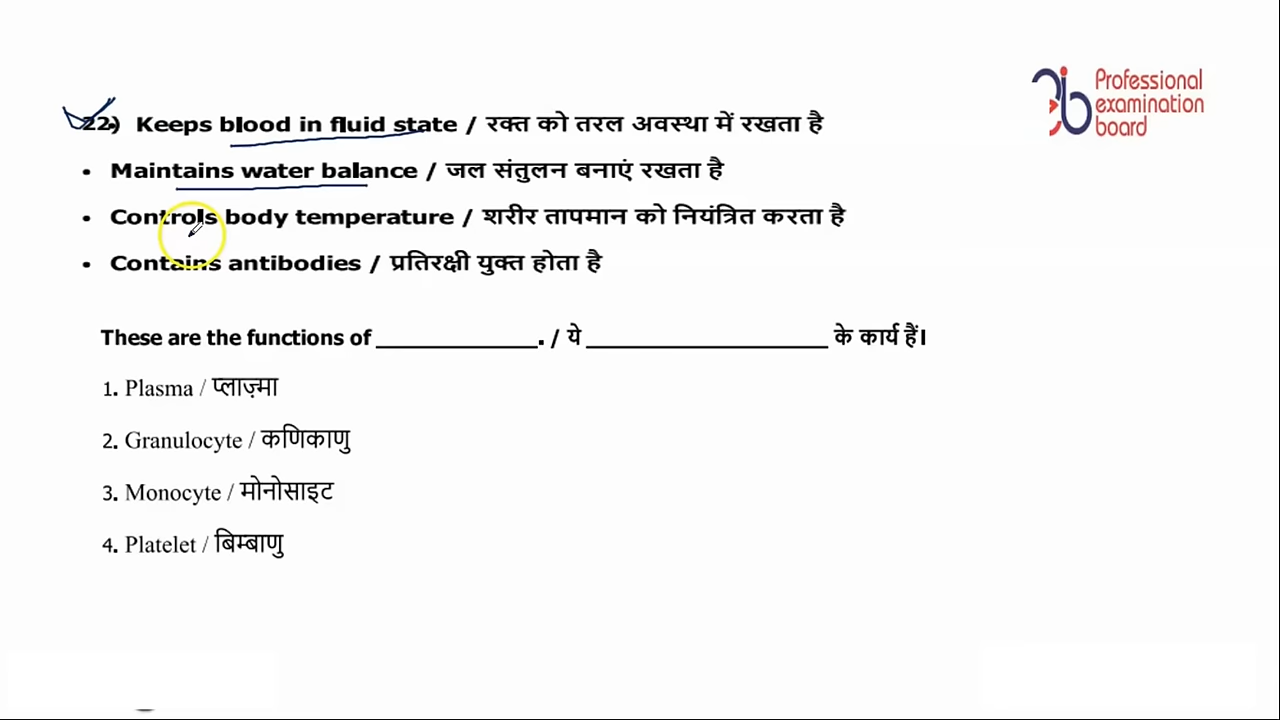 Professional
examination
board
22) Keeps blood in fluid state / रक्त को तरल अवस्था में रखता है
• Maintains water balance / जल संतुलन बनाएं रखता है
• Controls body temperature / शरीर तापमान को नियंत्रित करता है
• Contains antibodies / प्रतिरक्षी युक्त होता है
These are the functions of ______________. / ये _____________________ के कार्य हैं।
1. Plasma / प्लाज़्मा
2. Granulocyte / कणिकाणु
3. Monocyte / मोनोसाइट
4. Platelet / बिम्बाणु